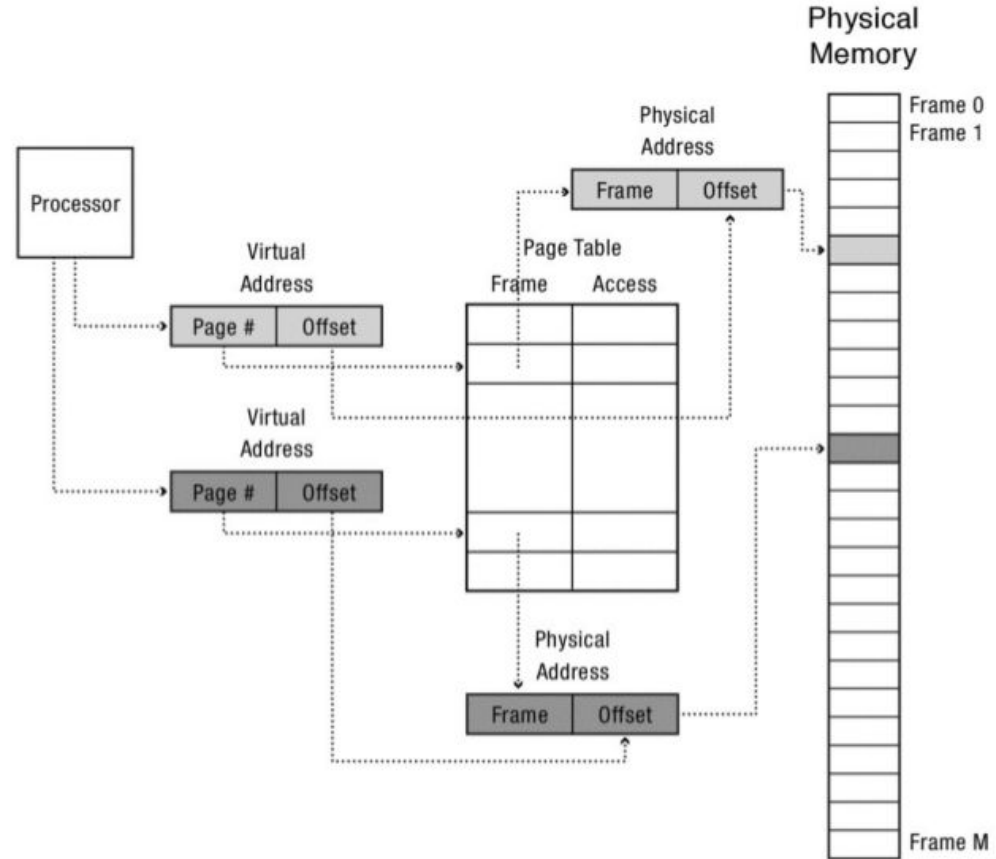 Physical
Memory
Frame 0
Frame 1
Physical
Address
Frame Offset
Processor
Virtual
Address
Page # Offset
Page Table
Frame Access
Virtual
Address
Page # Offset
Physical
Address
Frame Offset
Frame M